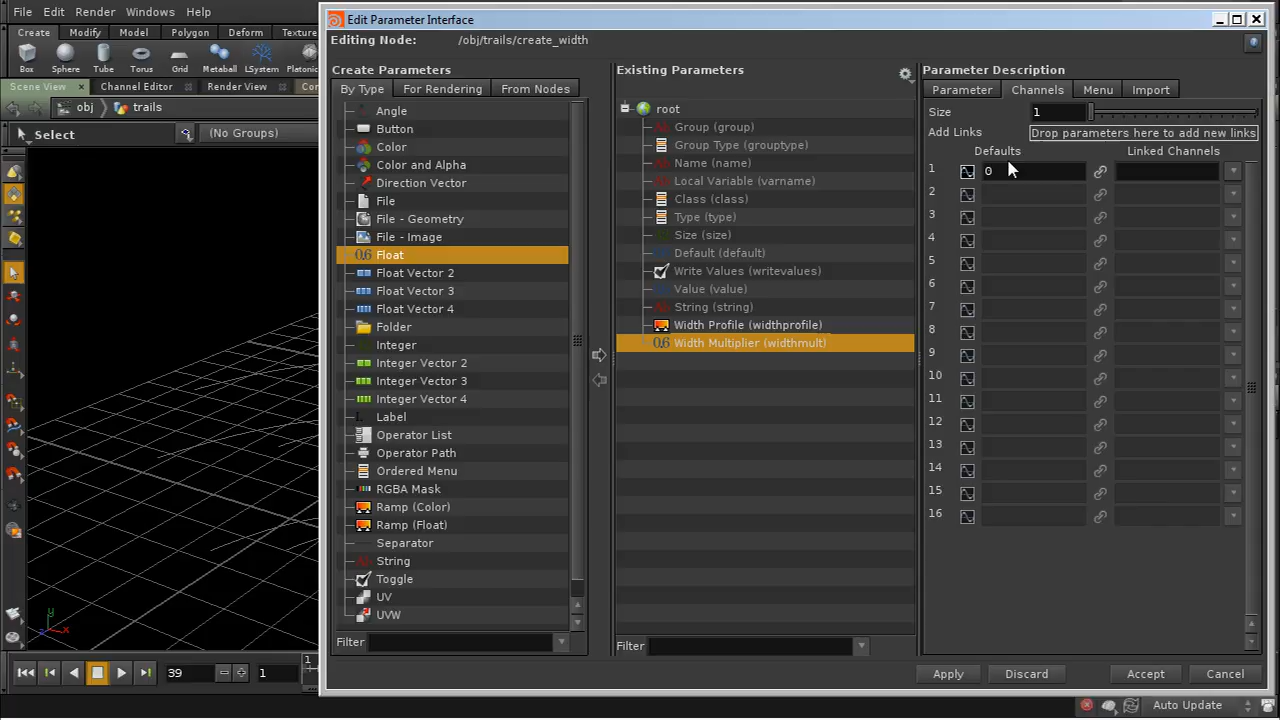 File Edit Render Windows Help
Create Modify Model Polygon Deform Texture
Box Sphere Tube Torus Grid Metaball LSystem Platonic
Scene View × Channel Editor × Render View ×
obj trails
Select (No Groups)
39 1 1
Edit Parameter Interface
Editing Node: /obj/trails/create_width
Create Parameters
By Type For Rendering From Nodes
Angle
Button
Color
Color and Alpha
Direction Vector
File
File - Geometry
File - Image
Float
Float Vector 2
Float Vector 3
Float Vector 4
Folder
Integer
Integer Vector 2
Integer Vector 3
Integer Vector 4
Label
Operator List
Operator Path
Ordered Menu
RGBA Mask
Ramp (Color)
Ramp (Float)
Separator
String
Toggle
UV
UVW
Filter
Existing Parameters
root
Group (group)
Group Type (grouptype)
Name (name)
Local Variable (varname)
Class (class)
Type (type)
Size (size)
Default (default)
Write Values (writevalues)
Value (value)
String (string)
Width Profile (widthprofile)
0.6 Width Multiplier (widthmult)
Filter
Parameter Description
Parameter Channels Menu Import
Size 1
Add Links Drop parameters here to add new links
Defaults Linked Channels
1 0
2
3
4
5
6
7
8
9
10
11
12
13
14
15
16
Apply Discard Accept Cancel
Auto Update